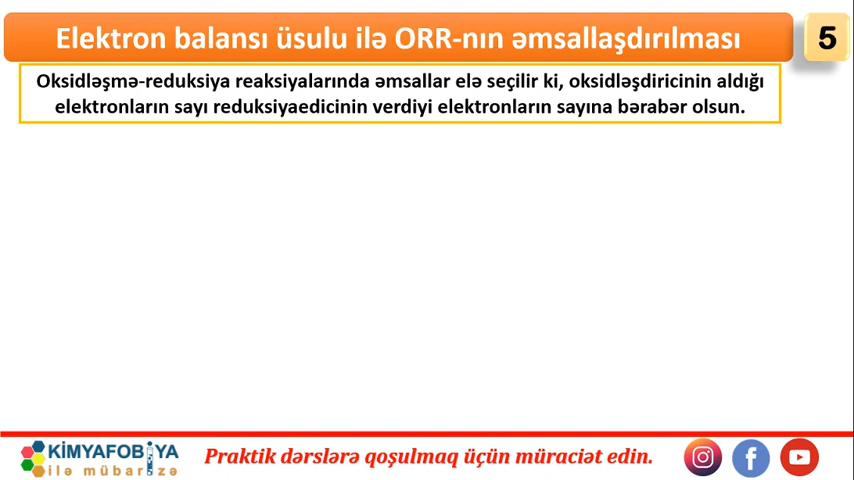 Elektron balansı üsulu ilə ORR-nın əmsallaşdırılması
5
Oksidləşmə-reduksiya reaksiyalarında əmsallar elə seçilir ki, oksidləşdiricinin aldığı
elektronların sayı reduksiyaedicinin verdiyi elektronların sayına bərabər olsun.
KİMYAFOBİYA
ilə mübarizə
Praktik dərslərə qoşulmaq üçün müraciət edin.